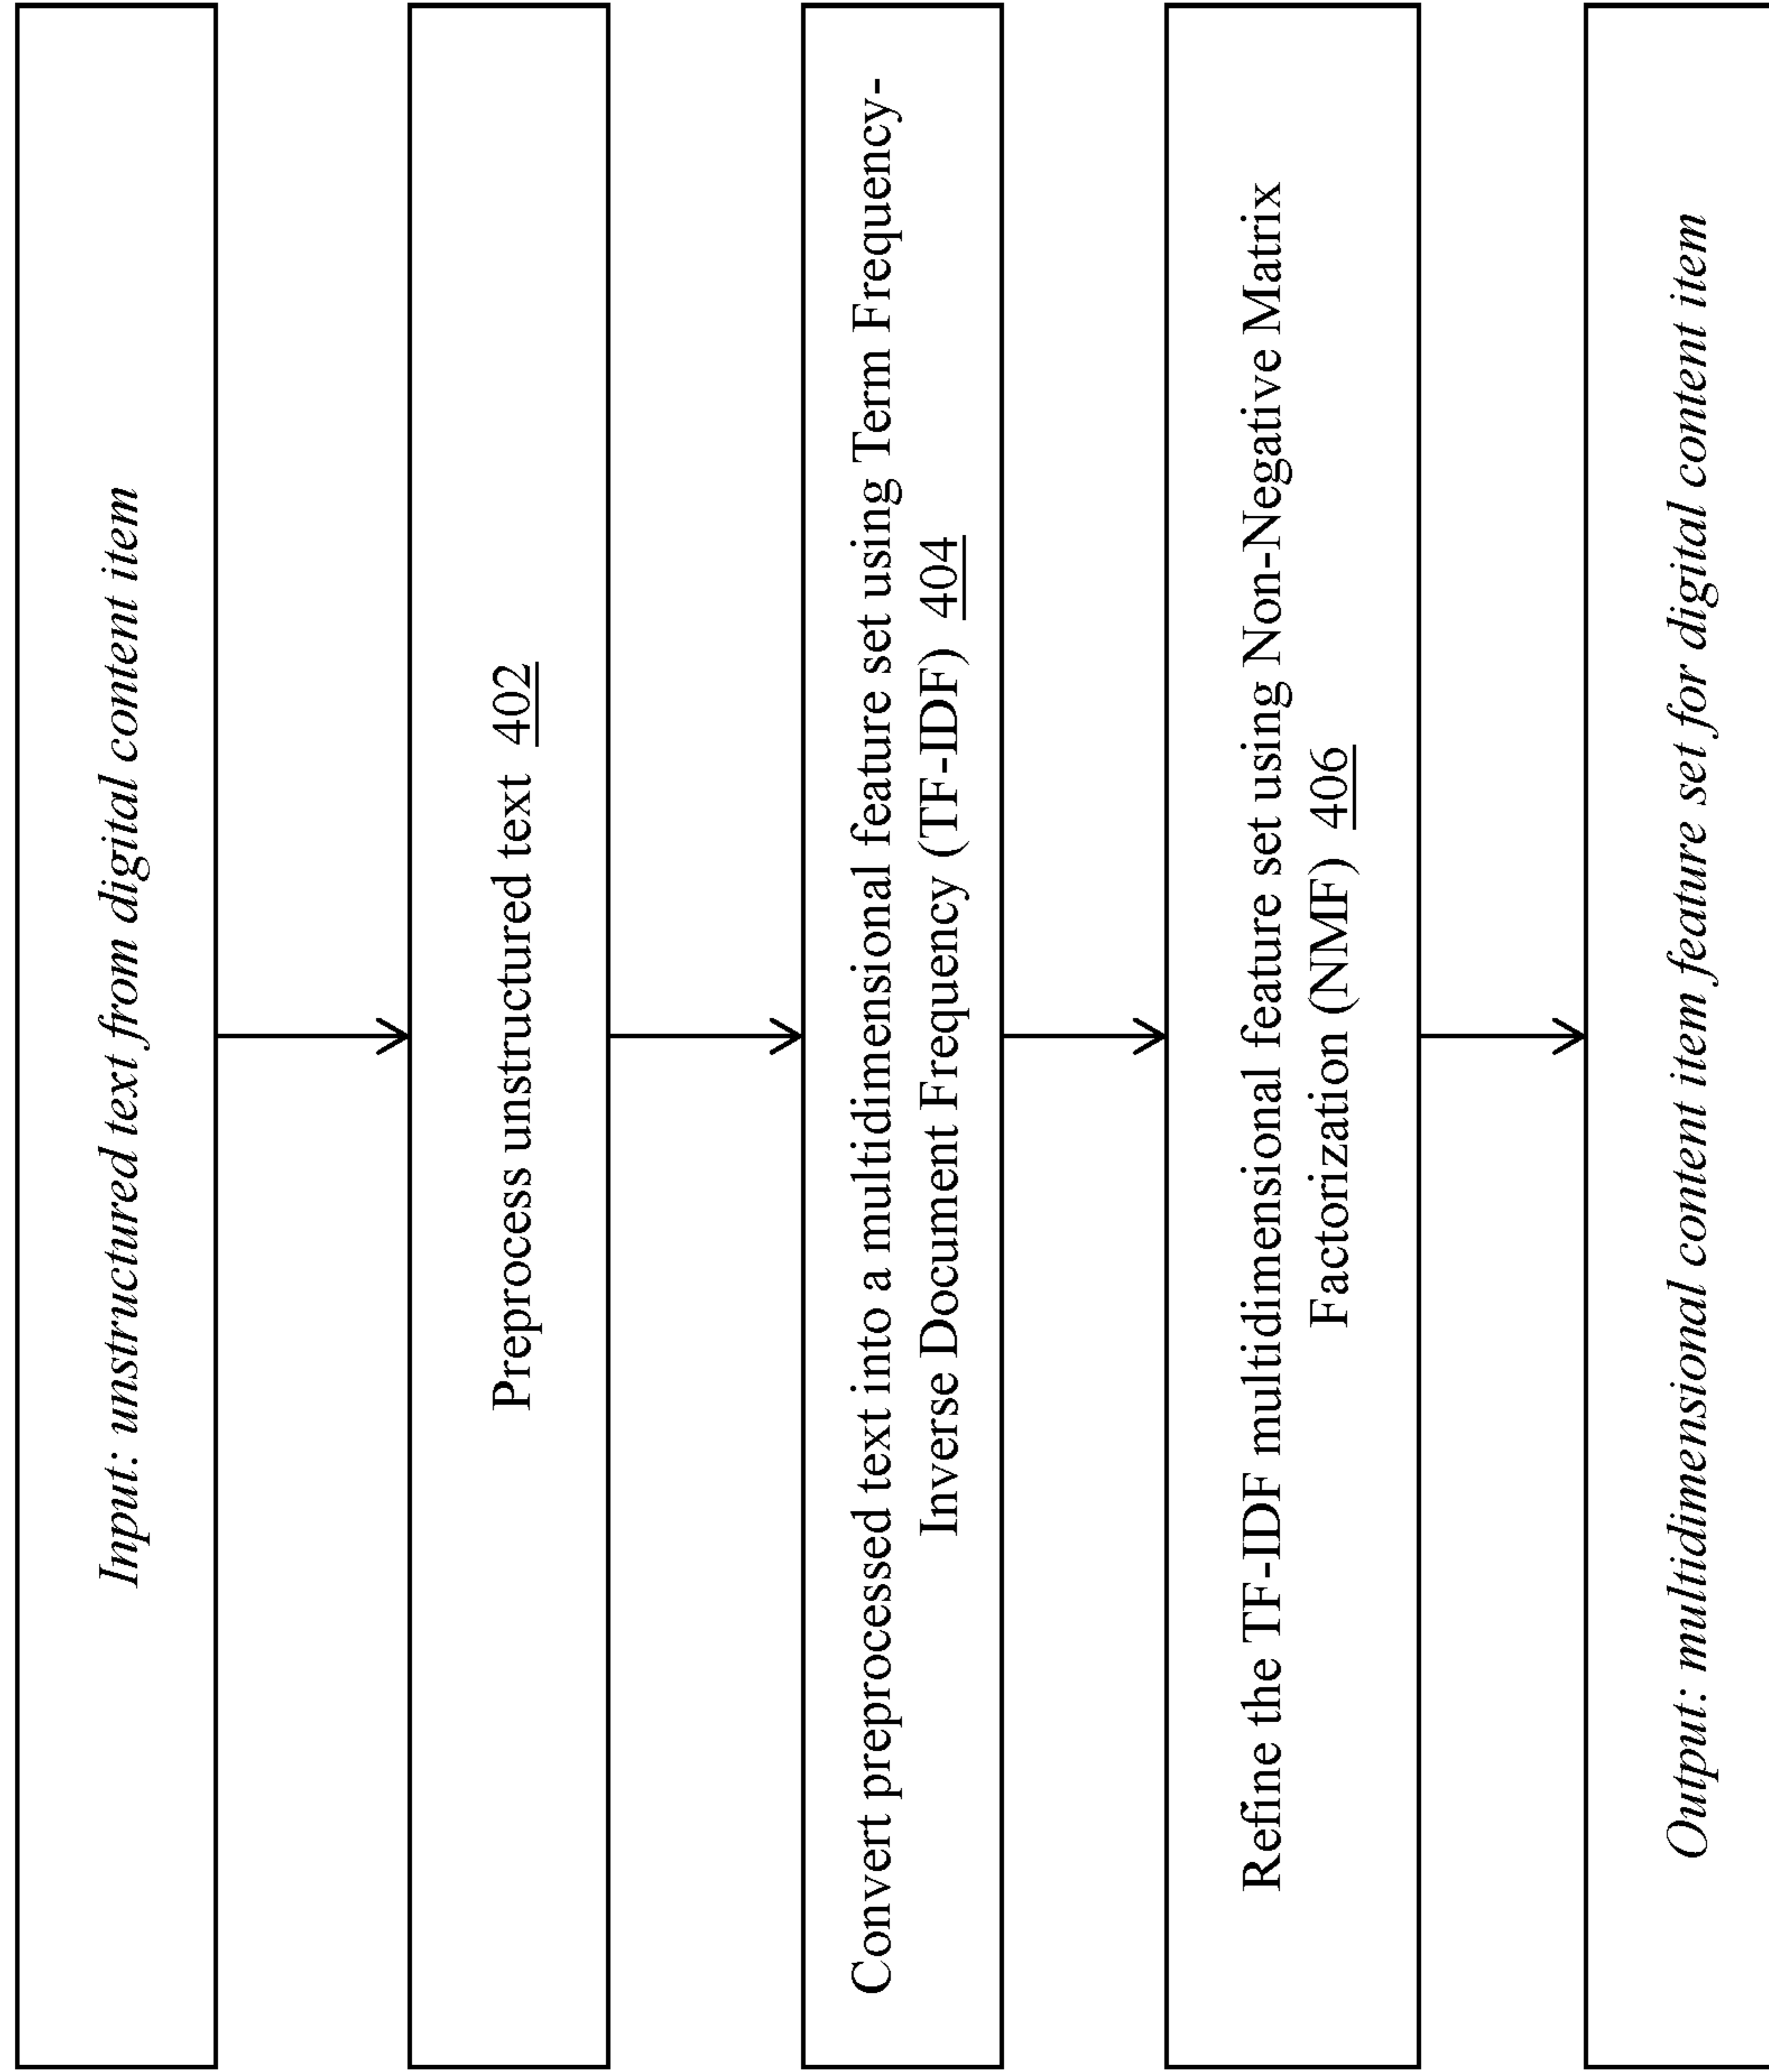 Input: unstructured text from digital content item
Preprocess unstructured text 402
Convert preprocessed text into a multidimensional feature set using Term Frequency-
Inverse Document Frequency (TF-IDF) 404
Refine the TF-IDF multidimensional feature set using Non-Negative Matrix
Factorization (NMF) 406
Output: multidimensional content item feature set for digital content item